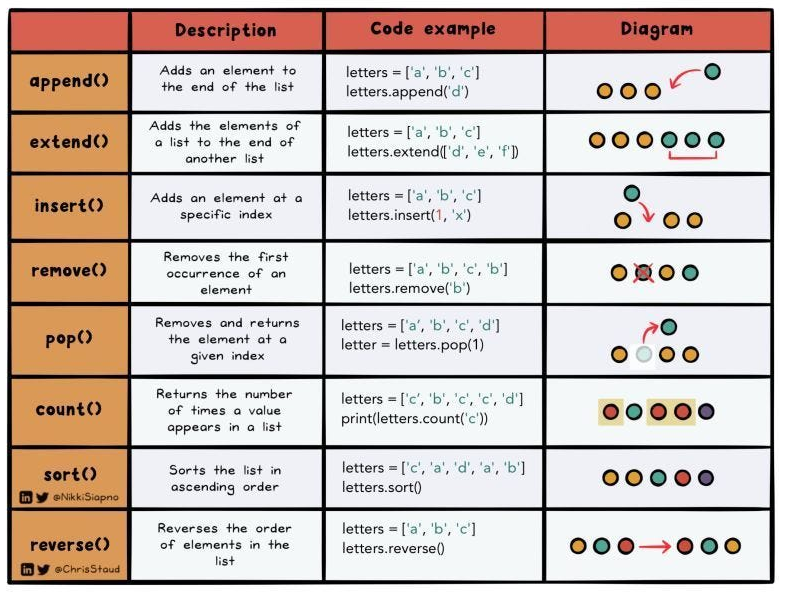 Description
Code example
Diagram
append()
Adds an element to
the end of the list
letters = ['a', 'b', 'c']
letters.append('d')
extend()
Adds the elements of
a list to the end of
another list
letters = ['a', 'b', 'c']
letters.extend(['d', 'e', 'f'])
insert()
Adds an element at a
specific index
letters = ['a', 'b', 'c']
letters.insert(1, 'x')
remove()
Removes the first
occurrence of an
element
letters = ['a', 'b', 'c', 'b']
letters.remove('b')
pop()
Removes and returns
the element at a
given index
letters = ['a', 'b', 'c', 'd']
letter = letters.pop(1)
count()
Returns the number
of times a value
appears in a list
letters = ['c', 'b', 'c', 'c', 'd']
print(letters.count('c'))
sort()
in @NikkiSiapno
Sorts the list in
ascending order
letters = ['c', 'a', 'd', 'a', 'b']
letters.sort()
reverse()
in @ChrisStaud
Reverses the order
of elements in the
list
letters = ['a', 'b', 'c']
letters.reverse()